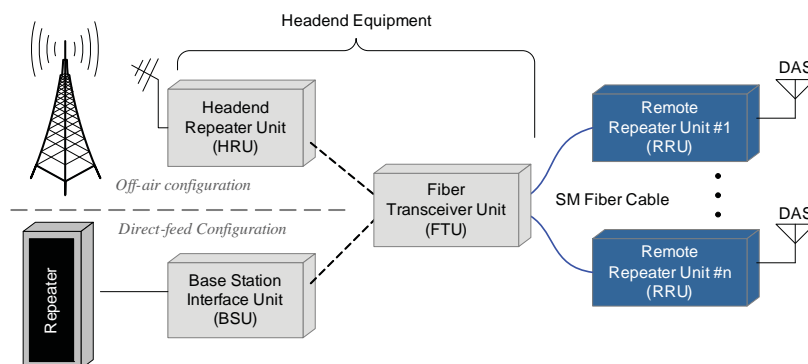 Headend Equipment
Headend
Repeater Unit
(HRU)
Off-air configuration
Direct-feed Configuration
Repeater
Base Station
Interface Unit
(BSU)
Fiber
Transceiver Unit
(FTU)
SM Fiber Cable
DAS
Remote
Repeater Unit #1
(RRU)
DAS
Remote
Repeater Unit #n
(RRU)